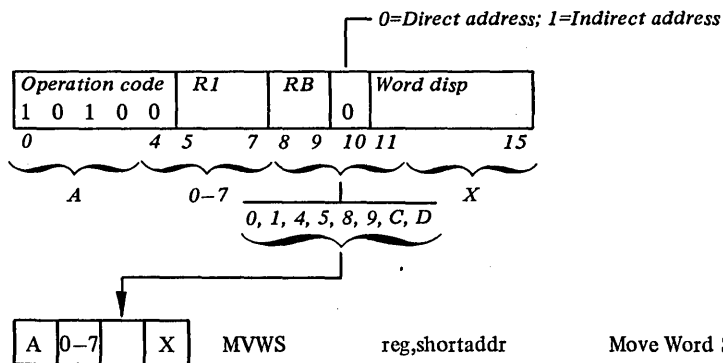 0=Direct address; 1=Indirect address
Operation code R1 RB Word disp
1 0 1 0 0 0
0 4 5 7 8 9 10 11 15
A 0–7 X
0, 1, 4, 5, 8, 9, C, D
A 0–7 X MVWS reg,shortaddr Move Word